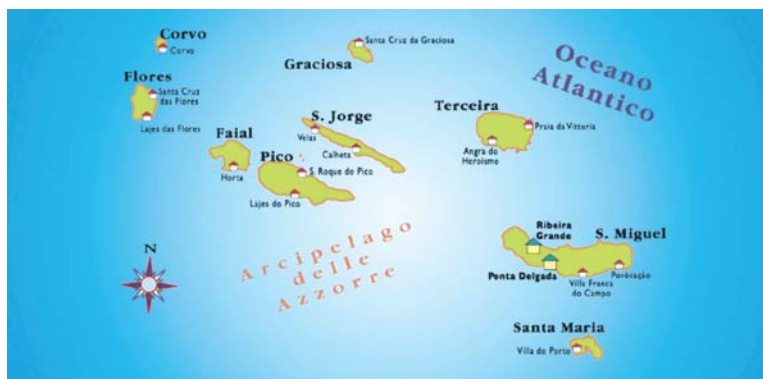 Corvo
Corvo
Santa Cruz da Graciosa
Graciosa
Oceano
Atlantico
Flores
Santa Cruz
das Flores
Lajes das Flores
S. Jorge
Velas
Calheta
Terceira
Praia da Vittoria
Angra do
Heroismo
Faial
Horta
Pico
S. Roque do Pico
Lajes do Pico
Arcipelago
delle
Azzorre
N
Ribeira
Grande
S. Miguel
Ponta Delgada
Villa Franca
do Campo
Povocação
Santa Maria
Villa do Porto